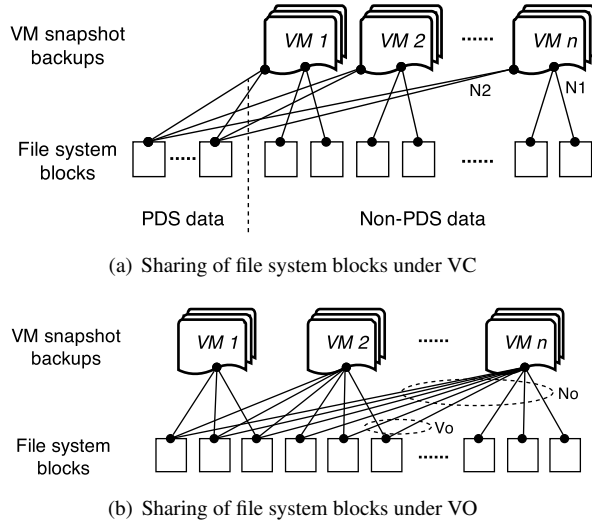 VM snapshot
backups
VM 1
VM 2
......
VM n
N2
N1
File system
blocks
.....
......
PDS data
Non-PDS data
(a) Sharing of file system blocks under VC
VM snapshot
backups
VM 1
VM 2
......
VM n
No
Vo
File system
blocks
......
(b) Sharing of file system blocks under VO